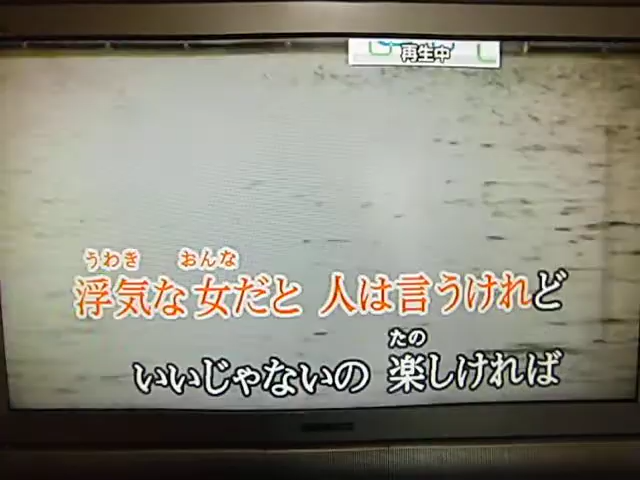 再生中
うわき おんな
浮気な女だと 人は言うけれど
たの
いいじゃないの 楽しければ